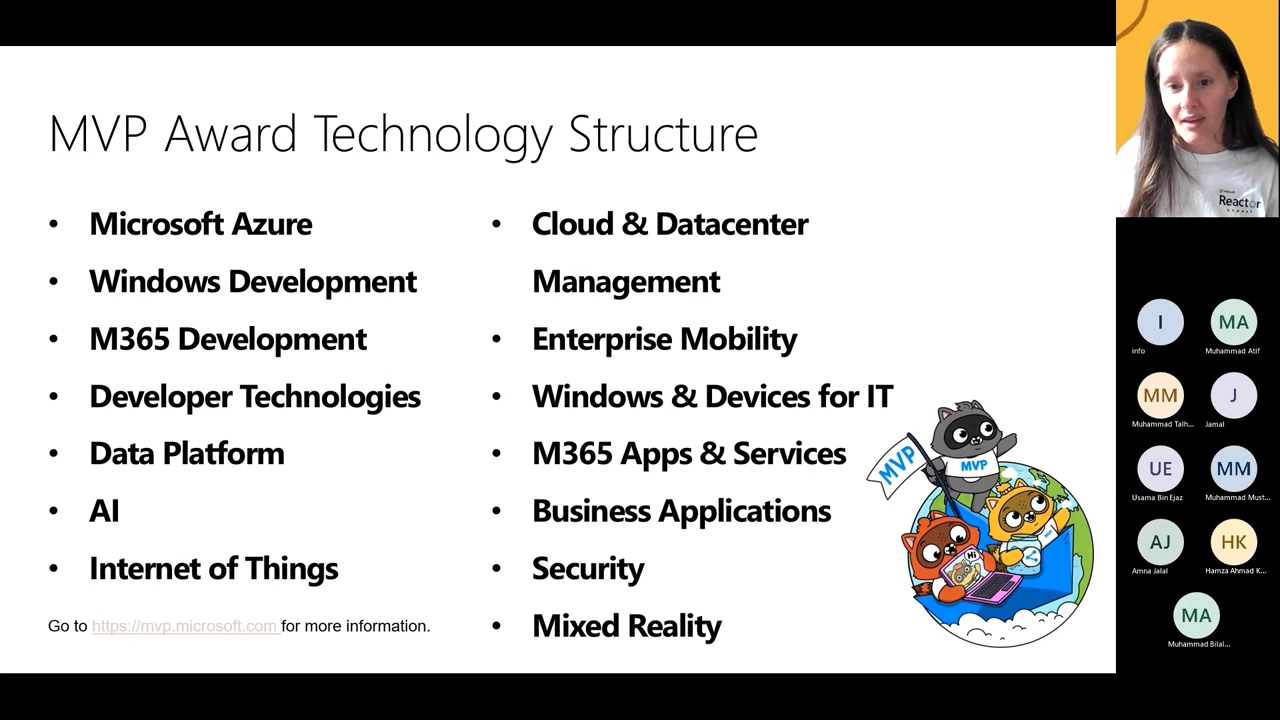 MVP Award Technology Structure
• Microsoft Azure
• Windows Development
• M365 Development
• Developer Technologies
• Data Platform
• AI
• Internet of Things
Go to https://mvp.microsoft.com for more information.
• Cloud & Datacenter
Management
• Enterprise Mobility
• Windows & Devices for IT
• M365 Apps & Services
• Business Applications
• Security
• Mixed Reality
MVP
MVP
Hi
Reactor
I
info
MA
Muhammad Atif
MM
Muhammad Talh...
J
Jamal
UE
Usama Bin Ejaz
MM
Muhammad Must...
AJ
Amna Jalal
HK
Hamza Ahmad K...
MA
Muhammad Bilal...